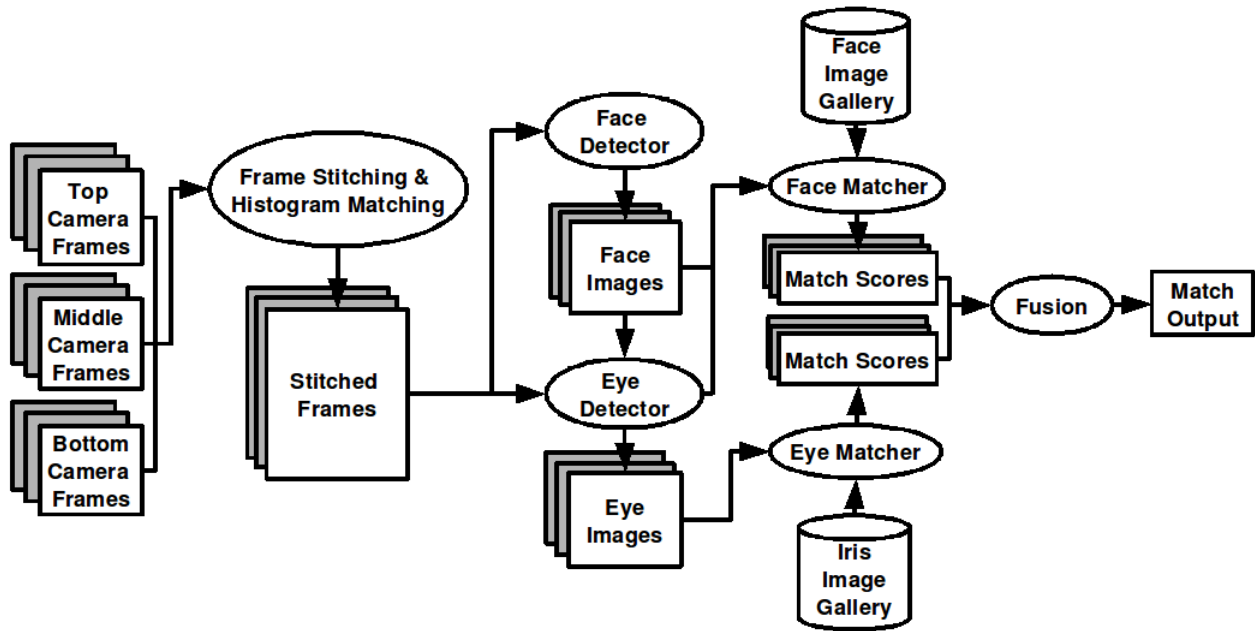 Top
Camera
Frames
Middle
Camera
Frames
Bottom
Camera
Frames
Frame Stitching &
Histogram Matching
Stitched
Frames
Face
Detector
Face
Images
Eye
Detector
Eye
Images
Face
Image
Gallery
Face Matcher
Match Scores
Match Scores
Eye Matcher
Iris
Image
Gallery
Fusion
Match
Output